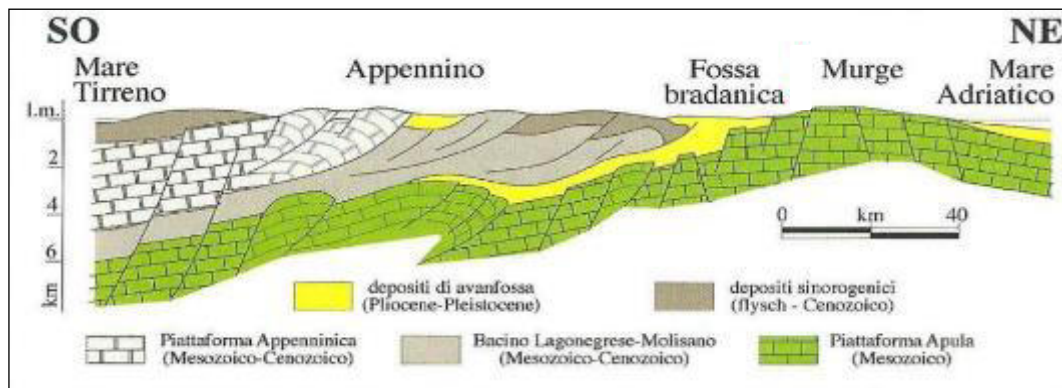 SO NE
Mare Tirreno
Appennino
Fossa bradanica
Murge
Mare Adriatico
l.m.
2
4
6
km
0 km 40
depositi di avanfossa
(Pliocene-Pleistocene)
depositi sinorogenici
(flysch - Cenozoico)
Piattaforma Appenninica
(Mesozoico-Cenozoico)
Bacino Lagonegrese-Molisano
(Mesozoico-Cenozoico)
Piattaforma Apula
(Mesozoico)